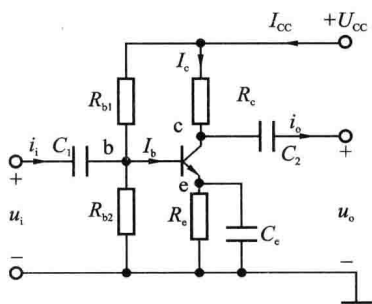 I_CC +U_CC
I_c
R_b1 R_c
c
i_i C_1 b I_b i_o
C_2
+ e +
u_i R_b2 R_e C_e u_o
− −